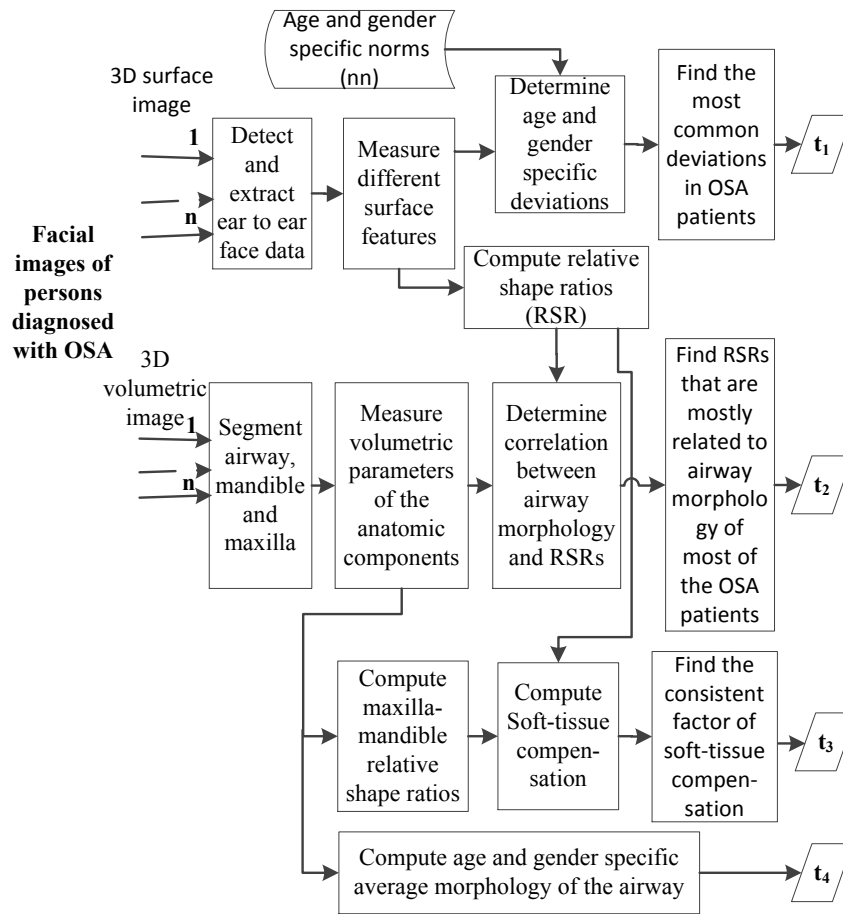 Age and gender
specific norms
(nn)
3D surface
image
1
n
Detect
and
extract
ear to ear
face data
Measure
different
surface
features
Determine
age and
gender
specific
deviations
Find the
most
common
deviations
in OSA
patients
t1
Facial
images of
persons
diagnosed
with OSA
Compute relative
shape ratios
(RSR)
3D
volumetric
image
1
n
Segment
airway,
mandible
and
maxilla
Measure
volumetric
parameters
of the
anatomic
components
Determine
correlation
between
airway
morphology
and RSRs
Find RSRs
that are
mostly
related to
airway
morpholo
gy of
most of
the OSA
patients
t2
Compute
maxilla-
mandible
relative
shape ratios
Compute
Soft-tissue
compen-
sation
Find the
consistent
factor of
soft-tissue
compen-
sation
t3
Compute age and gender specific
average morphology of the airway
t4